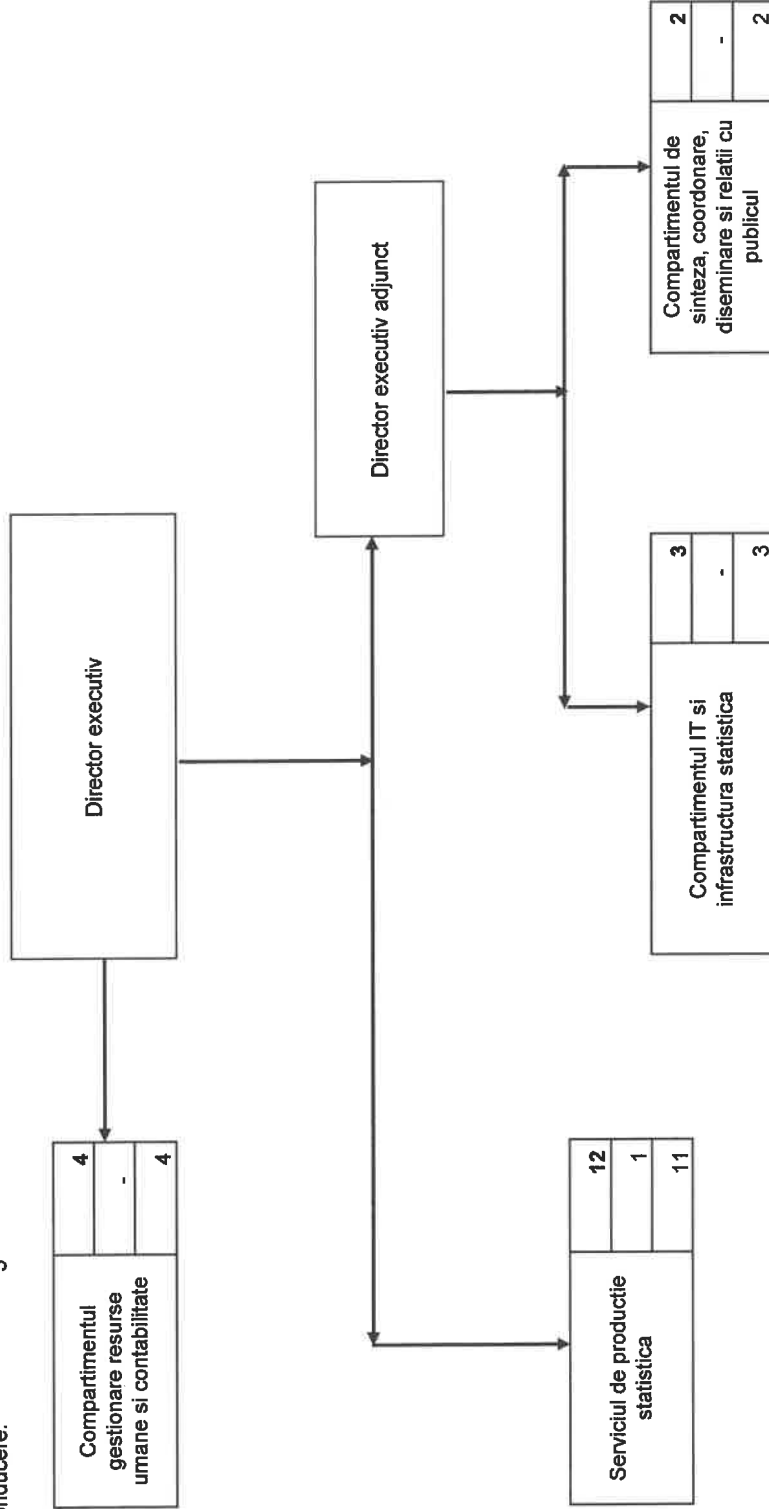 nducere:
Director executiv
Compartimentul
gestionare resurse
umane si contabilitate
4
-
4
Director executiv adjunct
Serviciul de productie
statistica
12
1
11
Compartimentul IT si
infrastructura statistica
3
-
3
Compartimentul de
sinteza, coordonare,
diseminare si relatii cu
publicul
2
-
2